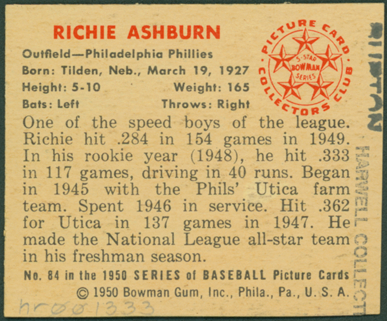 RICHIE ASHBURN
Outfield—Philadelphia Phillies
Born: Tilden, Neb., March 19, 1927
Height: 5-10 Weight: 165
Bats: Left Throws: Right
PICTURE CARD
COLLECTORS CLUB
5-STAR
BOWMAN
SERIES
One of the speed boys of the league.
Richie hit .284 in 154 games in 1949.
In his rookie year (1948), he hit .333
in 117 games, driving in 40 runs. Began
in 1945 with the Phils' Utica farm
team. Spent 1946 in service. Hit .362
for Utica in 137 games in 1947. He
made the National League all-star team
in his freshman season.
No. 84 in the 1950 SERIES of BASEBALL Picture Cards
© 1950 Bowman Gum, Inc., Phila., Pa., U. S. A.
hr001333
HARWELL COLLECT